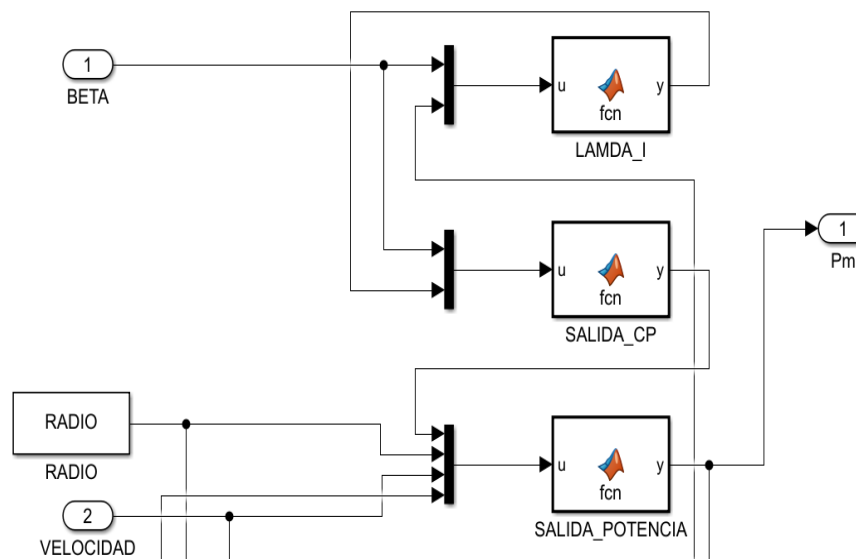 1
BETA
u
y
fcn
LAMDA_I
u
y
fcn
SALIDA_CP
1
Pm
RADIO
RADIO
2
VELOCIDAD
u
y
fcn
SALIDA_POTENCIA